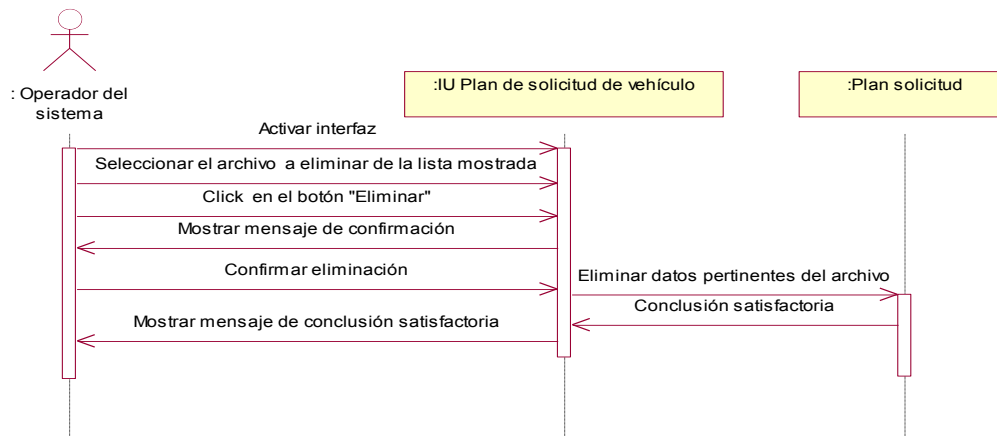 : Operador del
sistema
:IU Plan de solicitud de vehículo
:Plan solicitud
Activar interfaz
Seleccionar el archivo a eliminar de la lista mostrada
Click en el botón "Eliminar"
Mostrar mensaje de confirmación
Confirmar eliminación
Eliminar datos pertinentes del archivo
Conclusión satisfactoria
Mostrar mensaje de conclusión satisfactoria